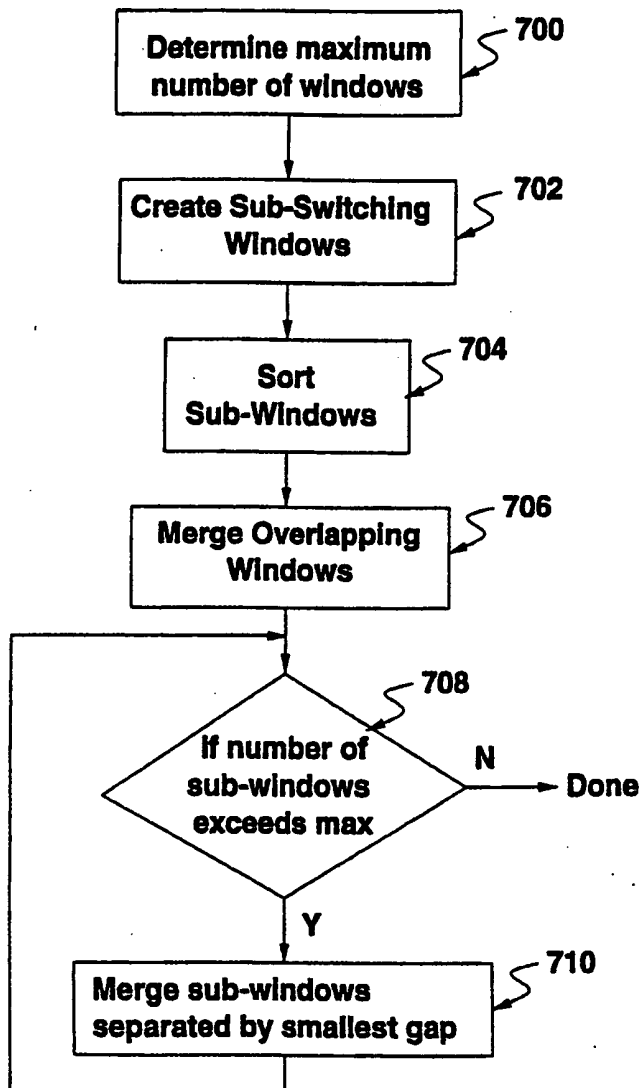 Determine maximum
number of windows
700
Create Sub-Switching
Windows
702
Sort
Sub-Windows
704
Merge Overlapping
Windows
706
708
If number of
sub-windows
exceeds max
N
Done
Y
Merge sub-windows
separated by smallest gap
710